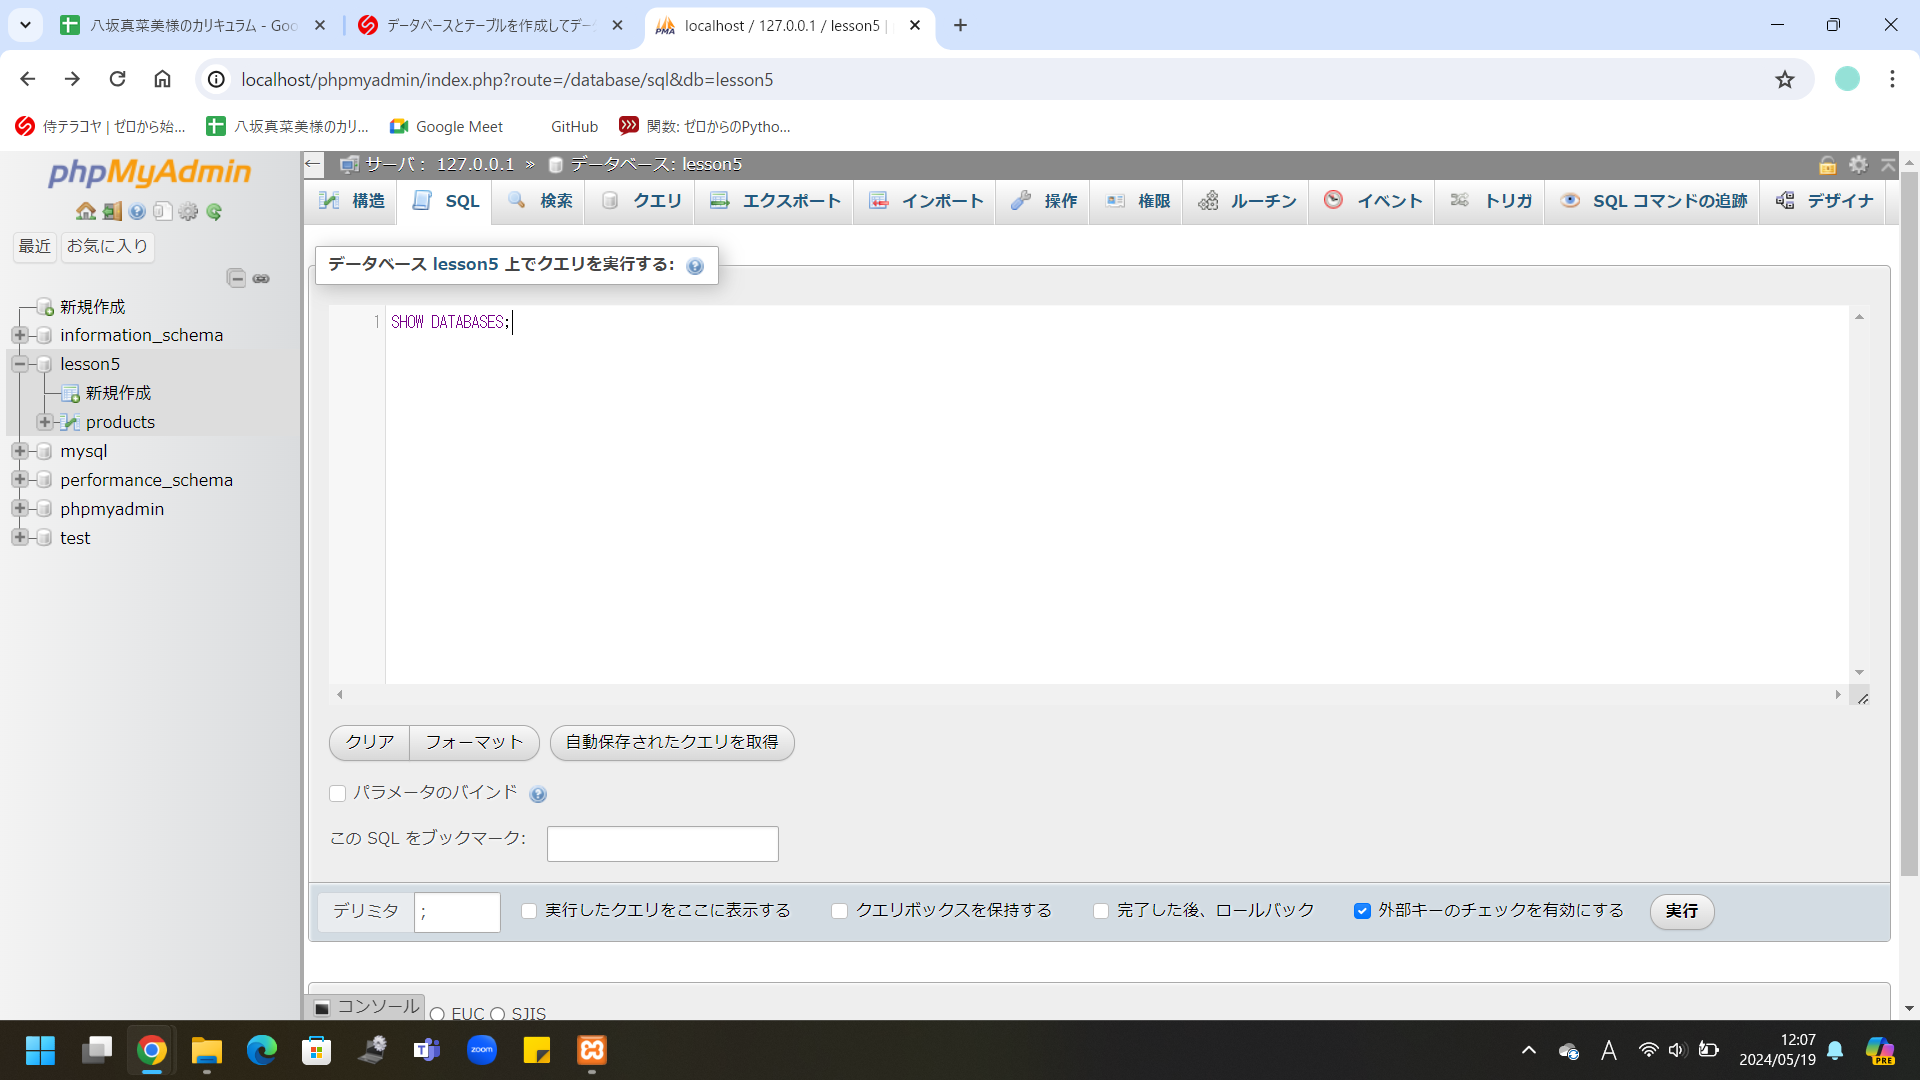 八坂真菜美様のカリキュラム - Goo
データベースとテーブルを作成してデー
localhost / 127.0.0.1 / lesson5 |
localhost/phpmyadmin/index.php?route=/database/sql&db=lesson5
侍テラコヤ | ゼロから始...
八坂真菜美様のカリ...
Google Meet
GitHub
関数: ゼロからのPytho...
phpMyAdmin
最近
お気に入り
新規作成
information_schema
lesson5
新規作成
products
mysql
performance_schema
phpmyadmin
test
サーバ: 127.0.0.1 » データベース: lesson5
構造
SQL
検索
クエリ
エクスポート
インポート
操作
権限
ルーチン
イベント
トリガ
SQL コマンドの追跡
デザイナ
データベース lesson5 上でクエリを実行する:
1 SHOW DATABASES;
クリア
フォーマット
自動保存されたクエリを取得
パラメータのバインド
この SQL をブックマーク:
デリミタ ;
実行したクエリをここに表示する
クエリボックスを保持する
完了した後、ロールバック
外部キーのチェックを有効にする
実行
コンソール
EUC SJIS
zoom
A
12:07
2024/05/19
PRE